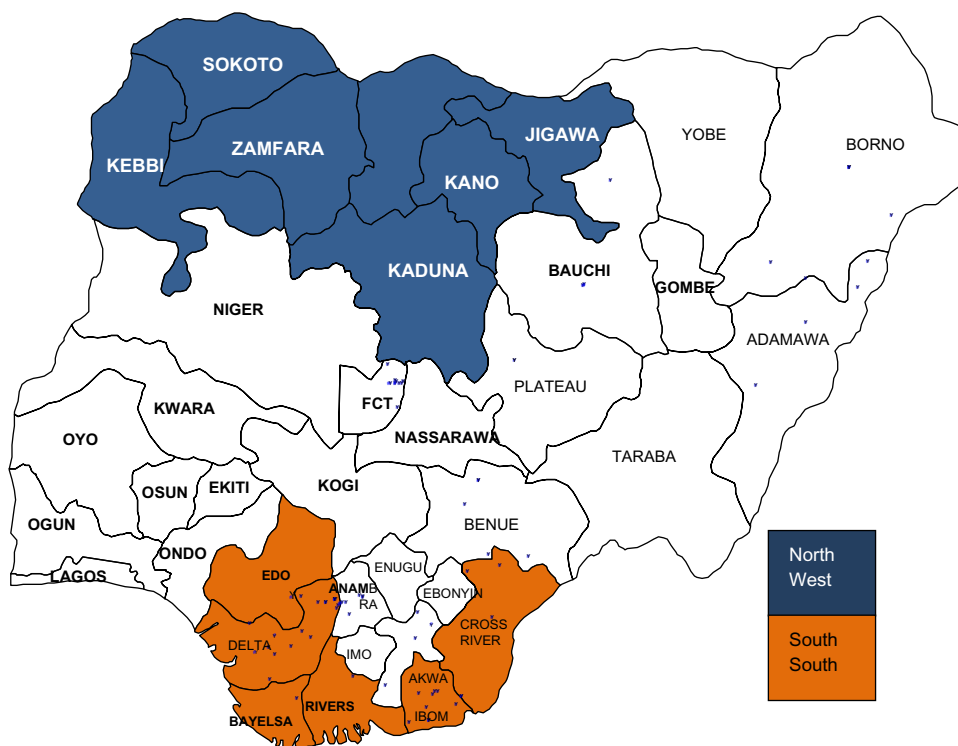 SOKOTO
KEBBI
ZAMFARA
JIGAWA
KANO
YOBE
BORNO
KADUNA
BAUCHI
GOMBE
NIGER
ADAMAWA
PLATEAU
FCT
KWARA
OYO
NASSARAWA
TARABA
OSUN
EKITI
KOGI
OGUN
BENUE
ONDO
LAGOS
EDO
ENUGU
ANAMB
RA
EBONYIN
DELTA
IMO
CROSS
RIVER
AKWA
IBOM
RIVERS
BAYELSA
North
West
South
South